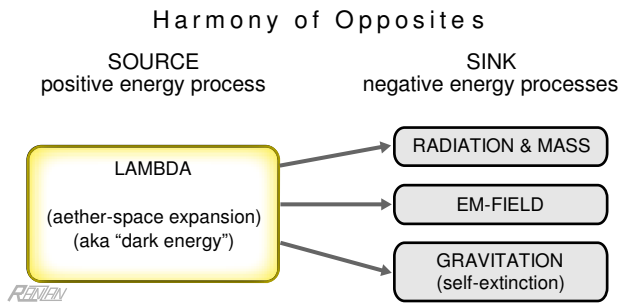 Harmony of Opposites
SOURCE
positive energy process
SINK
negative energy processes
LAMBDA
(aether-space expansion)
(aka “dark energy”)
RADIATION & MASS
EM-FIELD
GRAVITATION
(self-extinction)